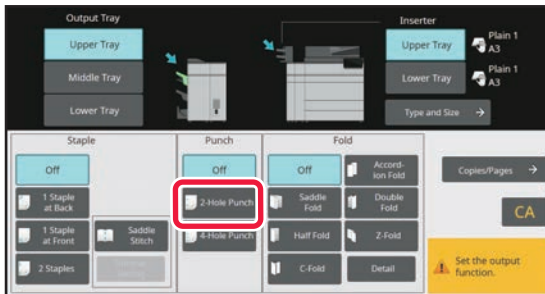 Output Tray
Upper Tray
Middle Tray
Lower Tray
Inserter
Upper Tray
Plain 1
A3
Lower Tray
Plain 1
A3
Type and Size
Staple
Off
1 Staple
at Back
1 Staple
at Front
2 Staples
Saddle
Stitch
Punch
Off
2-Hole Punch
4-Hole Punch
Fold
Off
Accord-
ion Fold
Saddle
Fold
Double
Fold
Half Fold
Z-Fold
C-Fold
Detail
Copies/Pages
CA
Set the output
function.